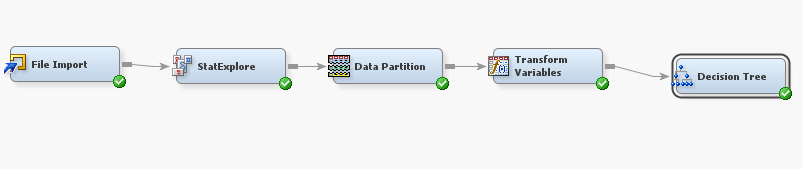 File Import
StatExplore
Data Partition
Transform
Variables
Decision Tree